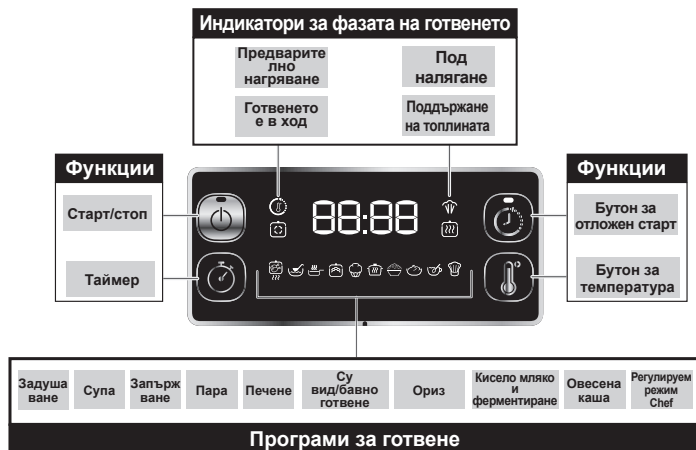 Индикатори за фазата на готвенето
Предварите
лно
нагряване
Под
налягане
Готвенето
е в ход
Поддържане
на топлината
Функции
Старт/стоп
Таймер
88:88
Функции
Бутон за
отложен старт
Бутон за
температура
Задуша
ване
Супа
Запърж
ване
Пара
Печене
Су
вид/бавно
готвене
Ориз
Кисело мляко
и
ферментиране
Овесена
каша
Регулируем
режим
Chef
Програми за готвене